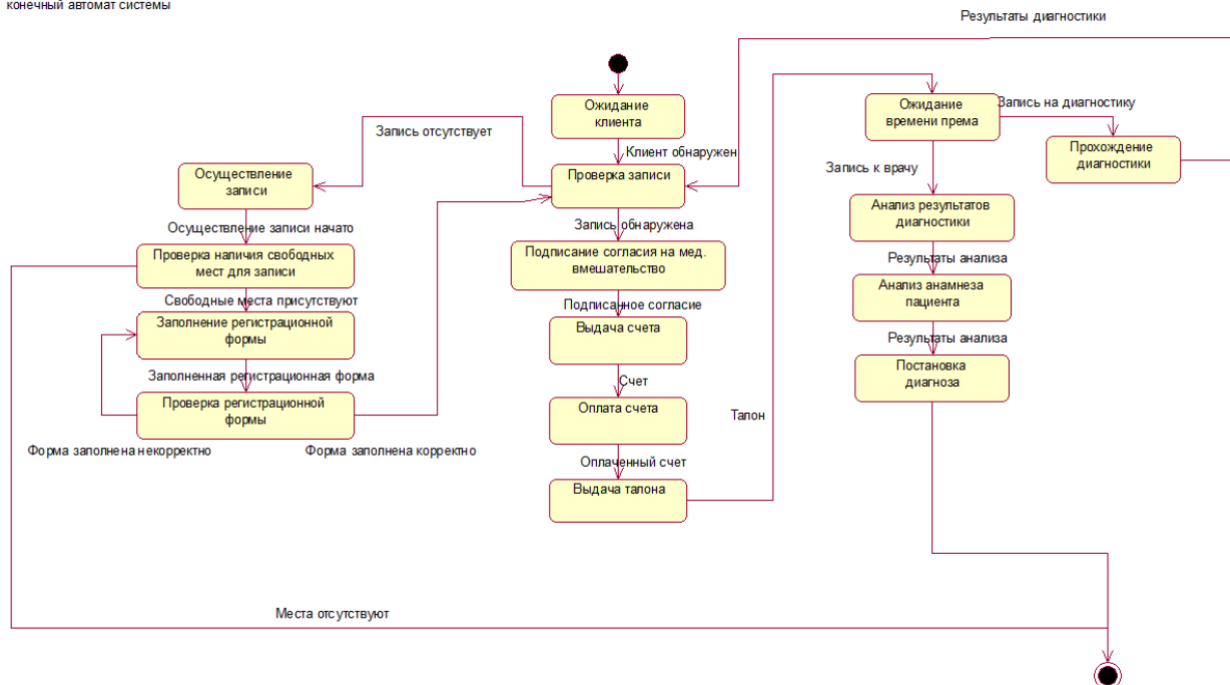 конечный автомат системы
Результаты диагностики
Ожидание
клиента
Клиент обнаружен
Запись отсутствует
Проверка записи
Осуществление
записи
Осуществление записи начато
Проверка наличия свободных
мест для записи
Свободные места присутствуют
Заполнение регистрационной
формы
Заполненная регистрационная форма
Проверка регистрационной
формы
Форма заполнена некорректно
Форма заполнена корректно
Запись обнаружена
Подписание согласия на мед.
вмешательство
Подписанное согласие
Выдача счета
Счет
Оплата счета
Оплаченный счет
Выдача талона
Талон
Ожидание
времени према
Запись на диагностику
Прохождение
диагностики
Запись к врачу
Анализ результатов
диагностики
Результаты анализа
Анализ анамнеза
пациента
Результаты анализа
Постановка
диагноза
Места отсутствуют